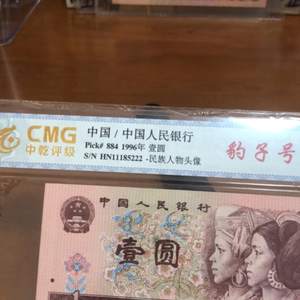 CMG
中乾评级
中国 / 中国人民银行
Pick# 884 1996年 壹圆
S/N HN11185222 -民族人物头像
豹子号
中国人民银行
壹圆